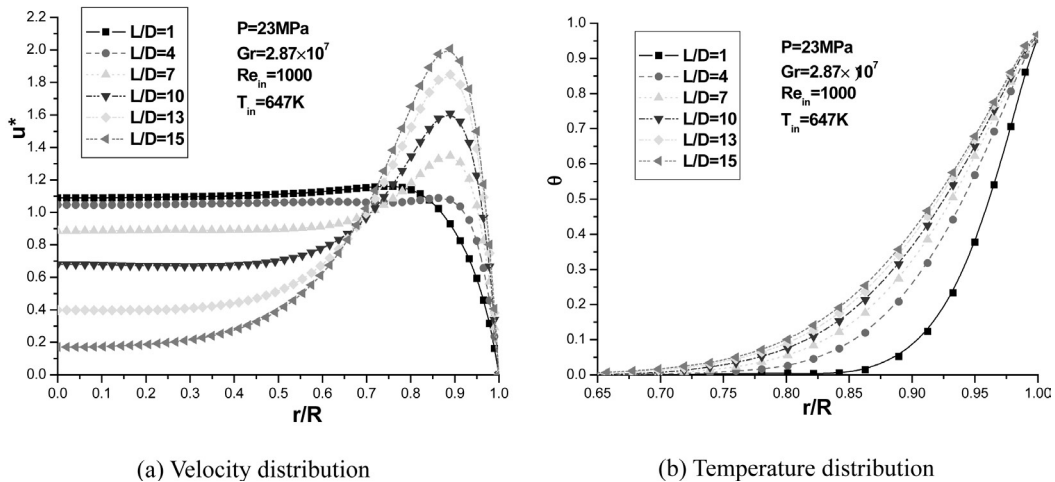 2.2
2.0
1.8
1.6
1.4
1.2
1.0
0.8
0.6
0.4
0.2
0.0
u*
L/D=1
L/D=4
L/D=7
L/D=10
L/D=13
L/D=15
P=23MPa
Gr=2.87×10⁷
Re_in=1000
T_in=647K
0.0 0.1 0.2 0.3 0.4 0.5 0.6 0.7 0.8 0.9 1.0
r/R
(a) Velocity distribution
1.0
0.9
0.8
0.7
0.6
0.5
0.4
0.3
0.2
0.1
0.0
θ
L/D=1
L/D=4
L/D=7
L/D=10
L/D=13
L/D=15
P=23MPa
Gr=2.87×10⁷
Re_in=1000
T_in=647K
0.65 0.70 0.75 0.80 0.85 0.90 0.95 1.00
r/R
(b) Temperature distribution